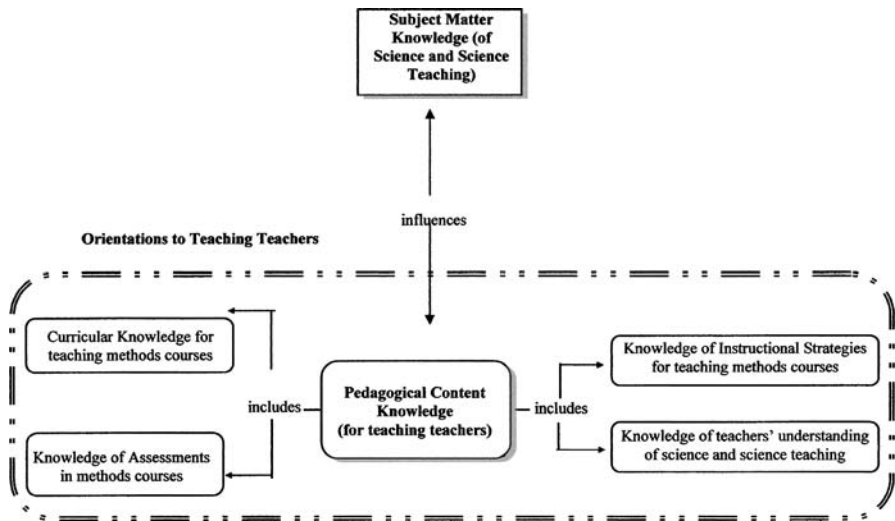 Subject Matter
Knowledge (of
Science and Science
Teaching)
influences
Orientations to Teaching Teachers
Curricular Knowledge for
teaching methods courses
Knowledge of Assessments
in methods courses
includes
Pedagogical Content
Knowledge
(for teaching teachers)
includes
Knowledge of Instructional Strategies
for teaching methods courses
Knowledge of teachers' understanding
of science and science teaching